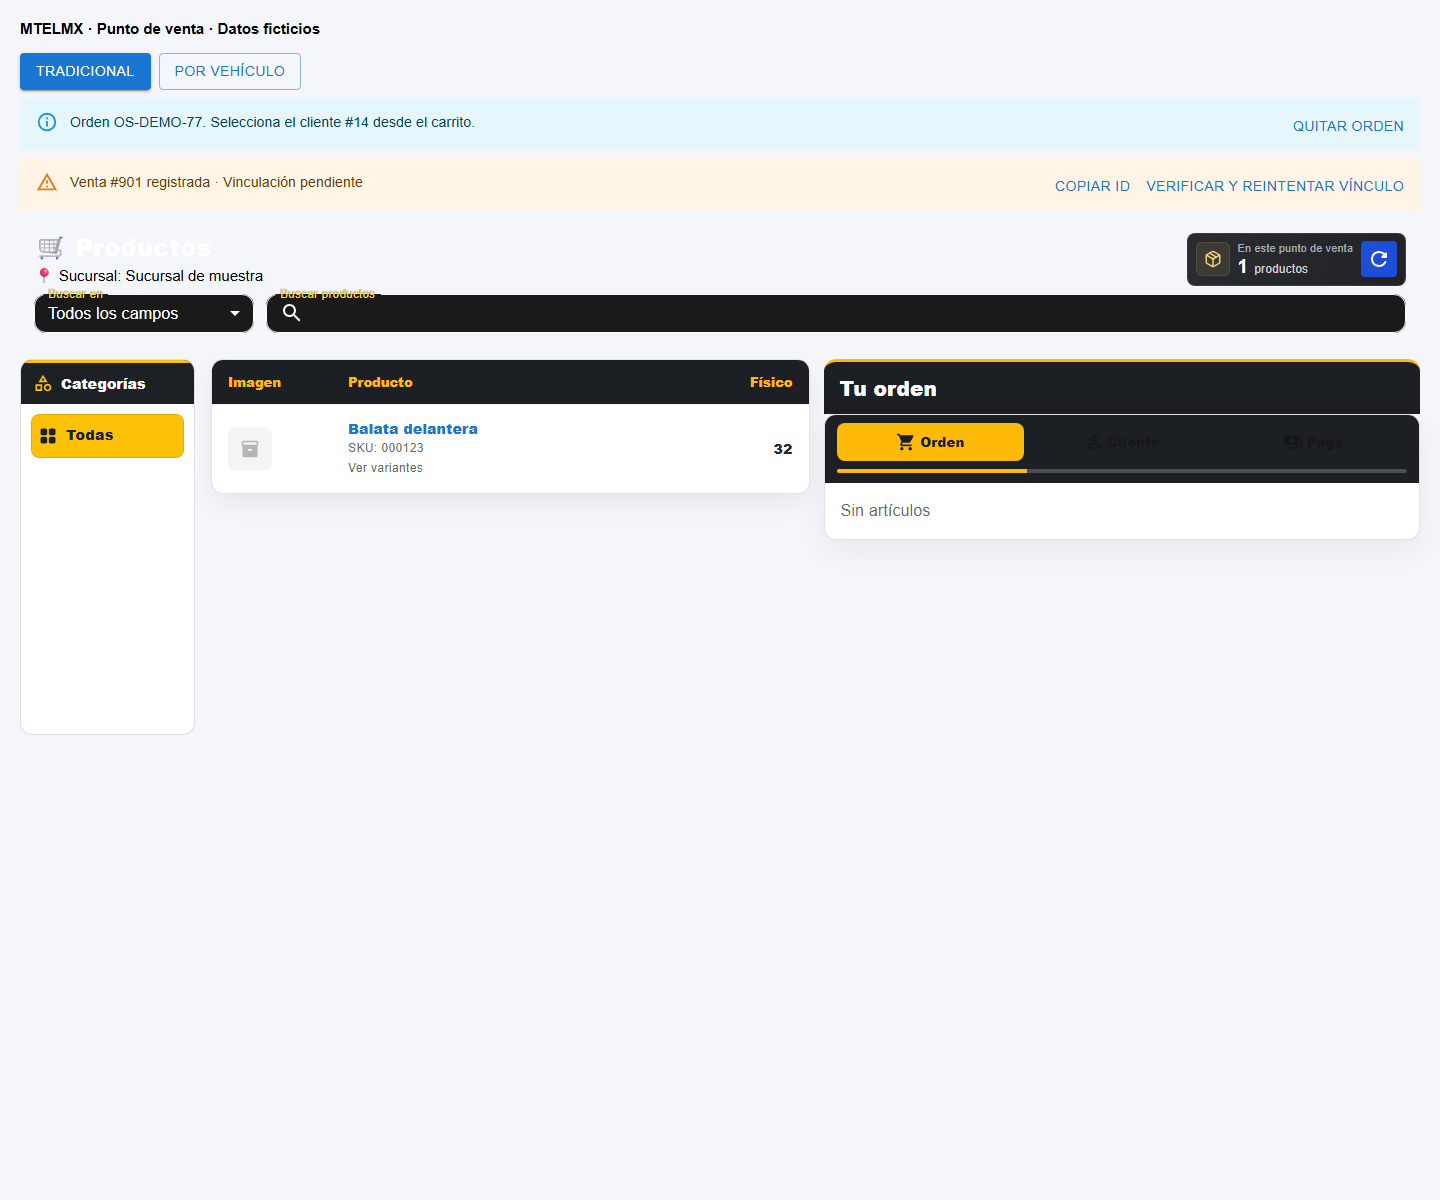 MTELMX · Punto de venta · Datos ficticios
TRADICIONAL
POR VEHÍCULO
Orden OS-DEMO-77. Selecciona el cliente #14 desde el carrito.
QUITAR ORDEN
Venta #901 registrada · Vinculación pendiente
COPIAR ID
VERIFICAR Y REINTENTAR VÍNCULO
Productos
Sucursal: Sucursal de muestra
En este punto de venta
1 productos
Buscar en
Todos los campos
Buscar productos
Categorías
Todas
Imagen Producto Físico
Balata delantera
SKU: 000123
Ver variantes
32
Tu orden
Orden
Cliente
Pago
Sin artículos